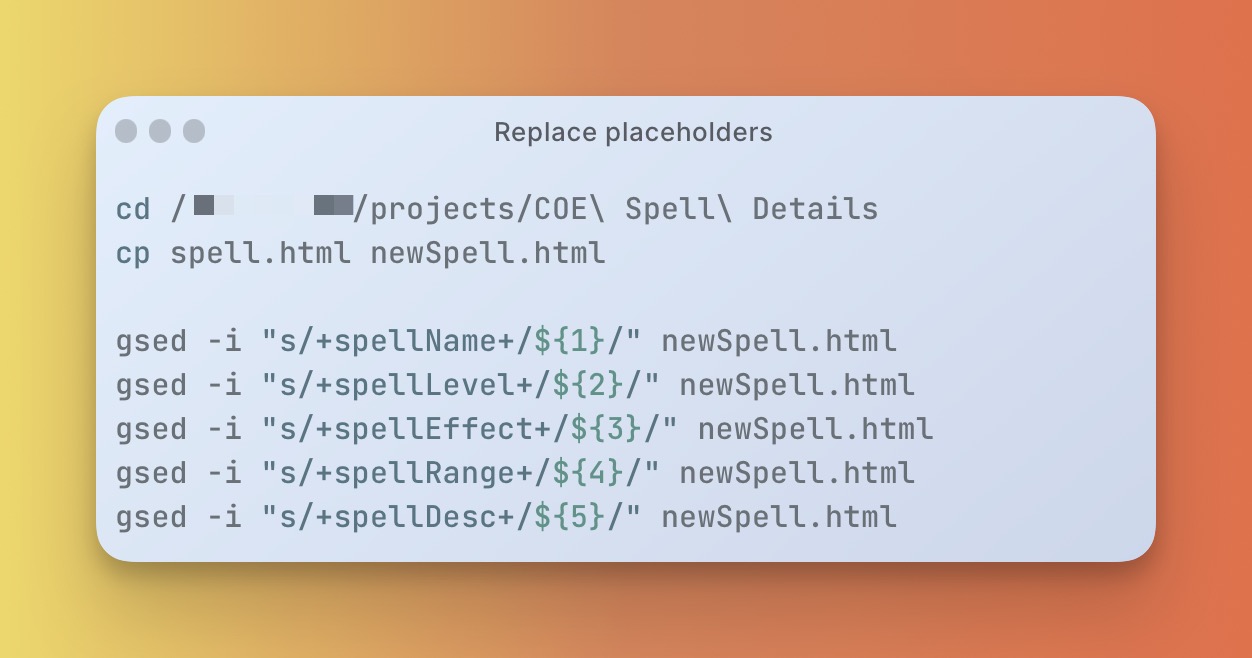 Replace placeholders
cd / /projects/COE\ Spell\ Details
cp spell.html newSpell.html
gsed -i "s/+spellName+/${1}/" newSpell.html
gsed -i "s/+spellLevel+/${2}/" newSpell.html
gsed -i "s/+spellEffect+/${3}/" newSpell.html
gsed -i "s/+spellRange+/${4}/" newSpell.html
gsed -i "s/+spellDesc+/${5}/" newSpell.html